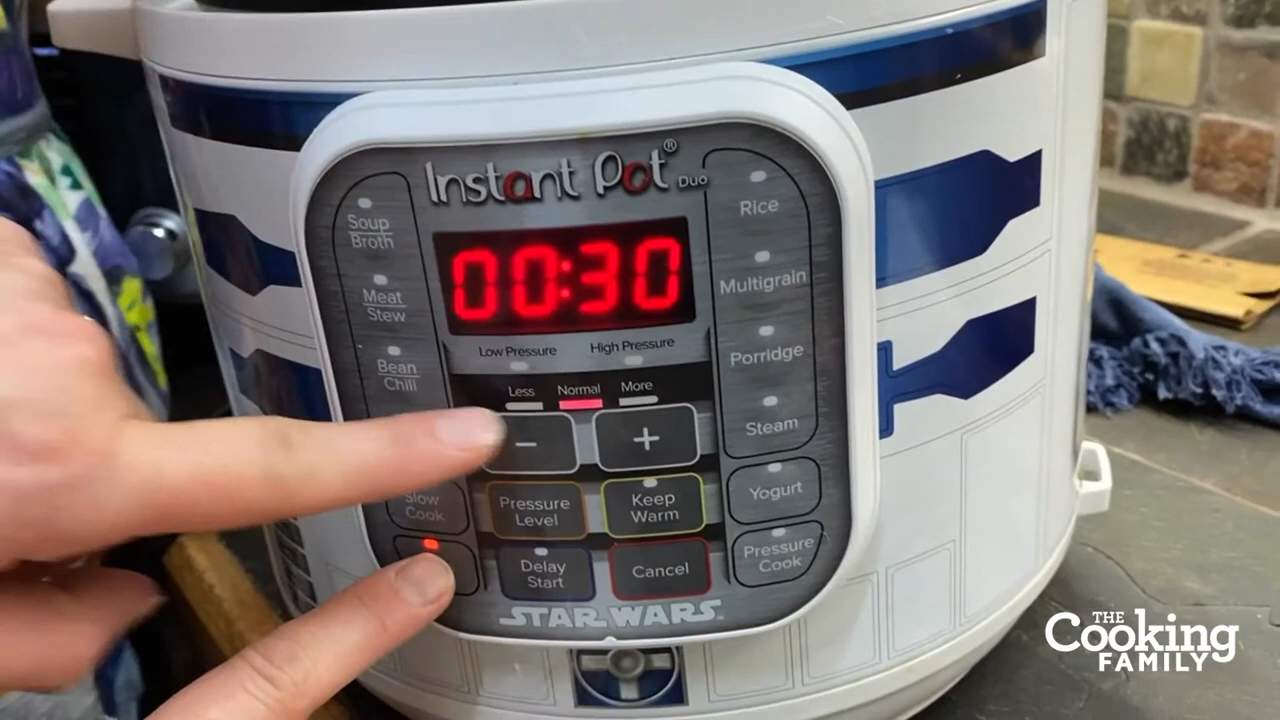 Instant Pot®
Duo
00:30
Soup
Broth
Meat
Stew
Bean
Chili
Slow
Cook
Low Pressure
High Pressure
Less
Normal
More
−
+
Pressure
Level
Keep
Warm
Delay
Start
Cancel
Rice
Multigrain
Porridge
Steam
Yogurt
Pressure
Cook
STAR WARS
THE
Cooking
FAMILY